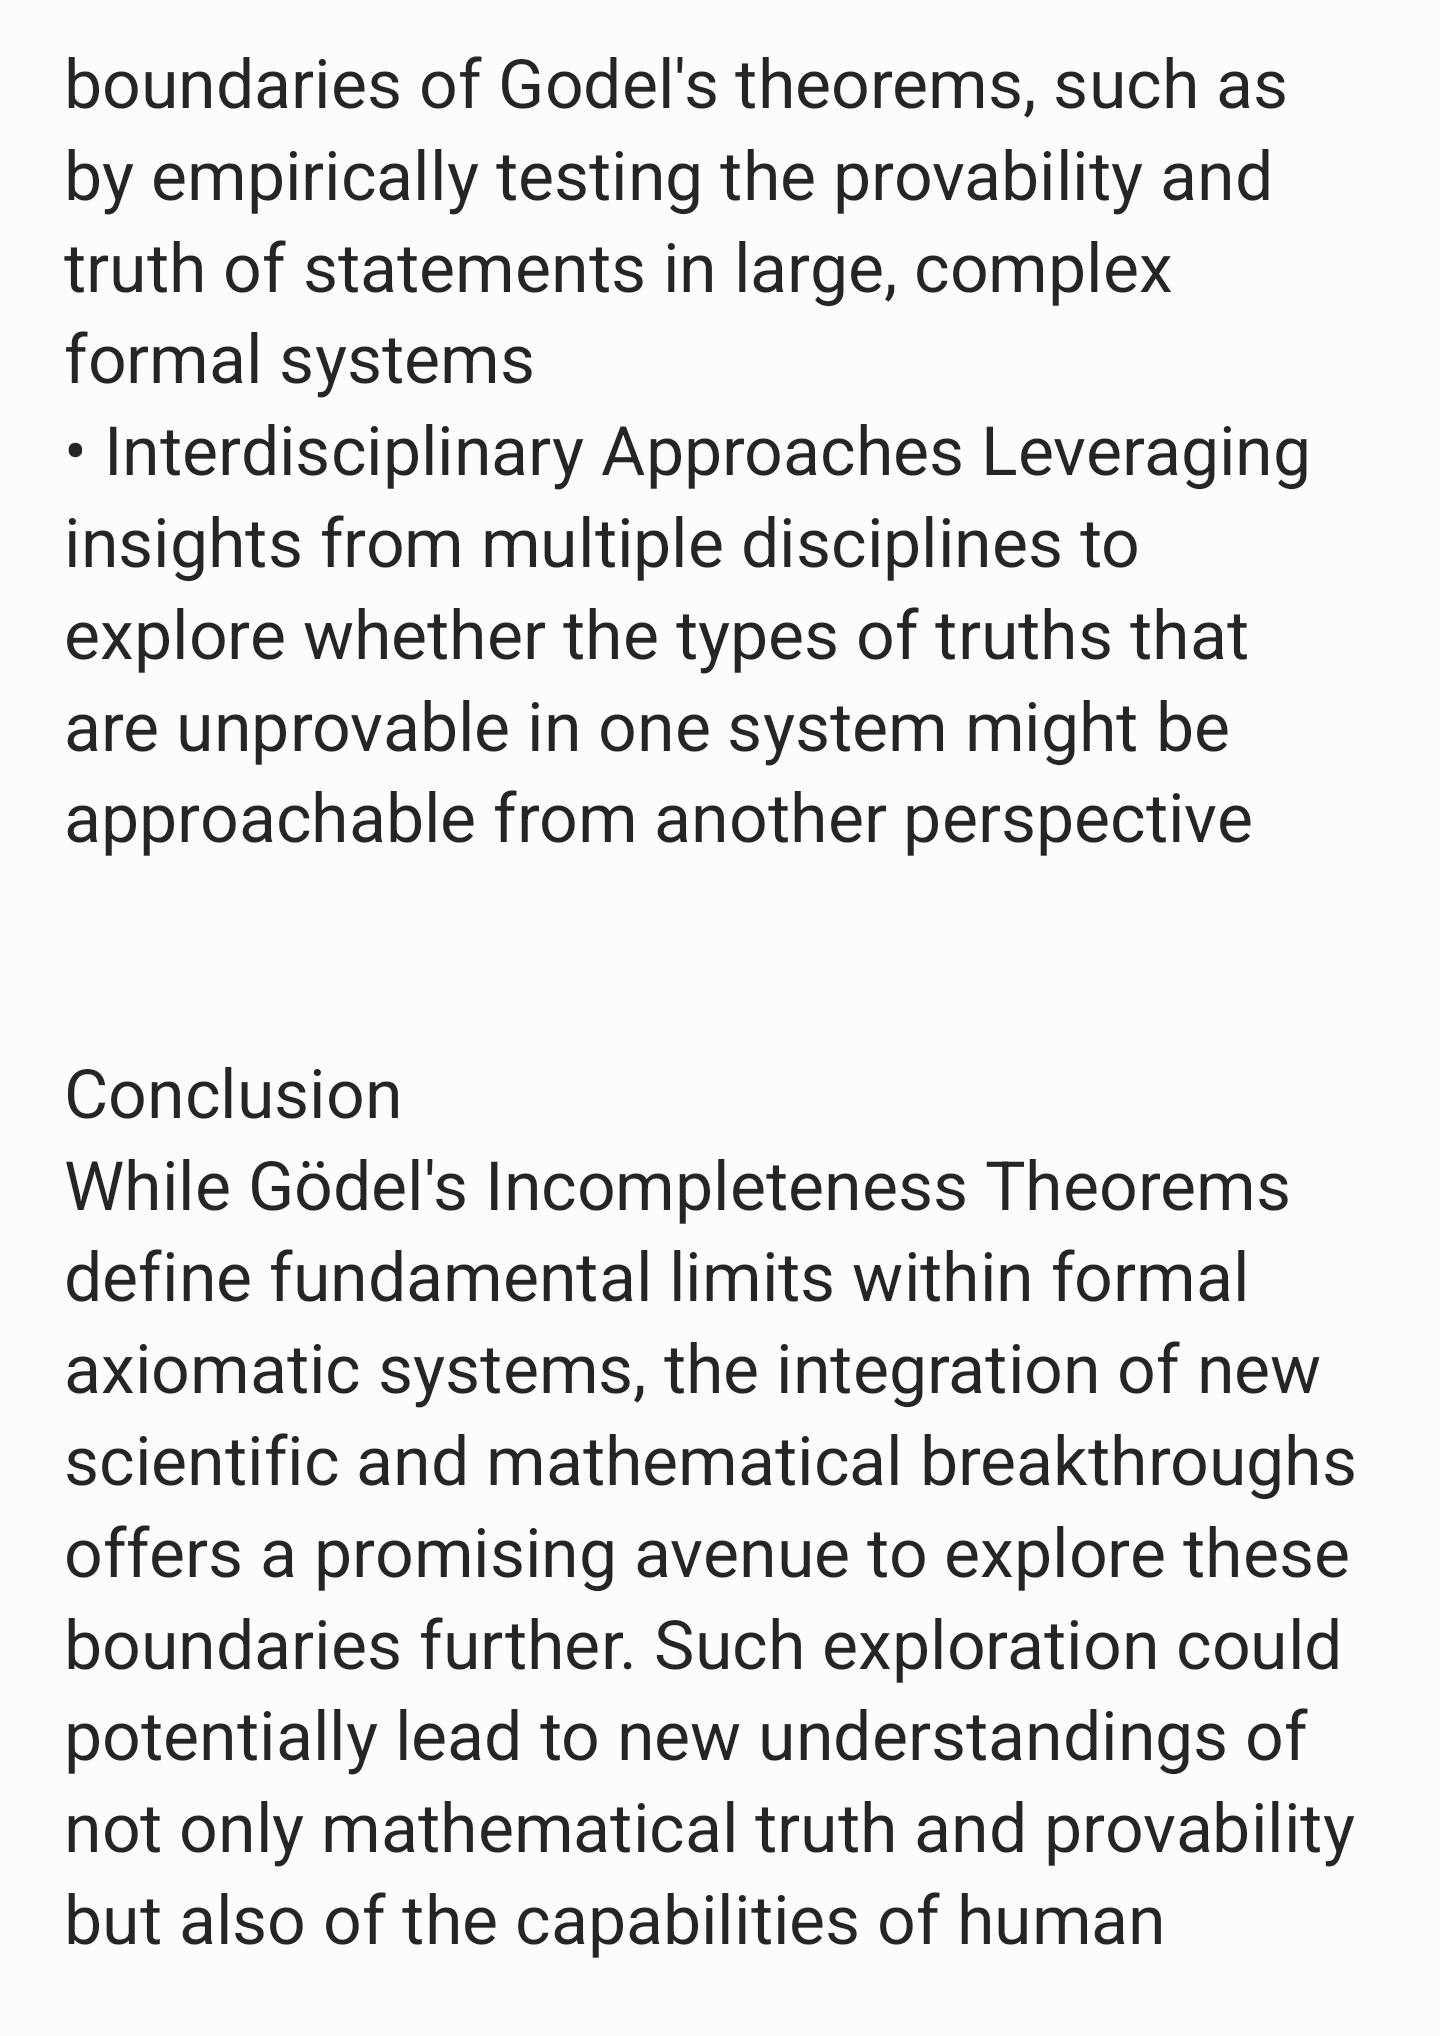 boundaries of Godel's theorems, such as
by empirically testing the provability and
truth of statements in large, complex
formal systems
• Interdisciplinary Approaches Leveraging
insights from multiple disciplines to
explore whether the types of truths that
are unprovable in one system might be
approachable from another perspective
Conclusion
While Gödel's Incompleteness Theorems
define fundamental limits within formal
axiomatic systems, the integration of new
scientific and mathematical breakthroughs
offers a promising avenue to explore these
boundaries further. Such exploration could
potentially lead to new understandings of
not only mathematical truth and provability
but also of the capabilities of human